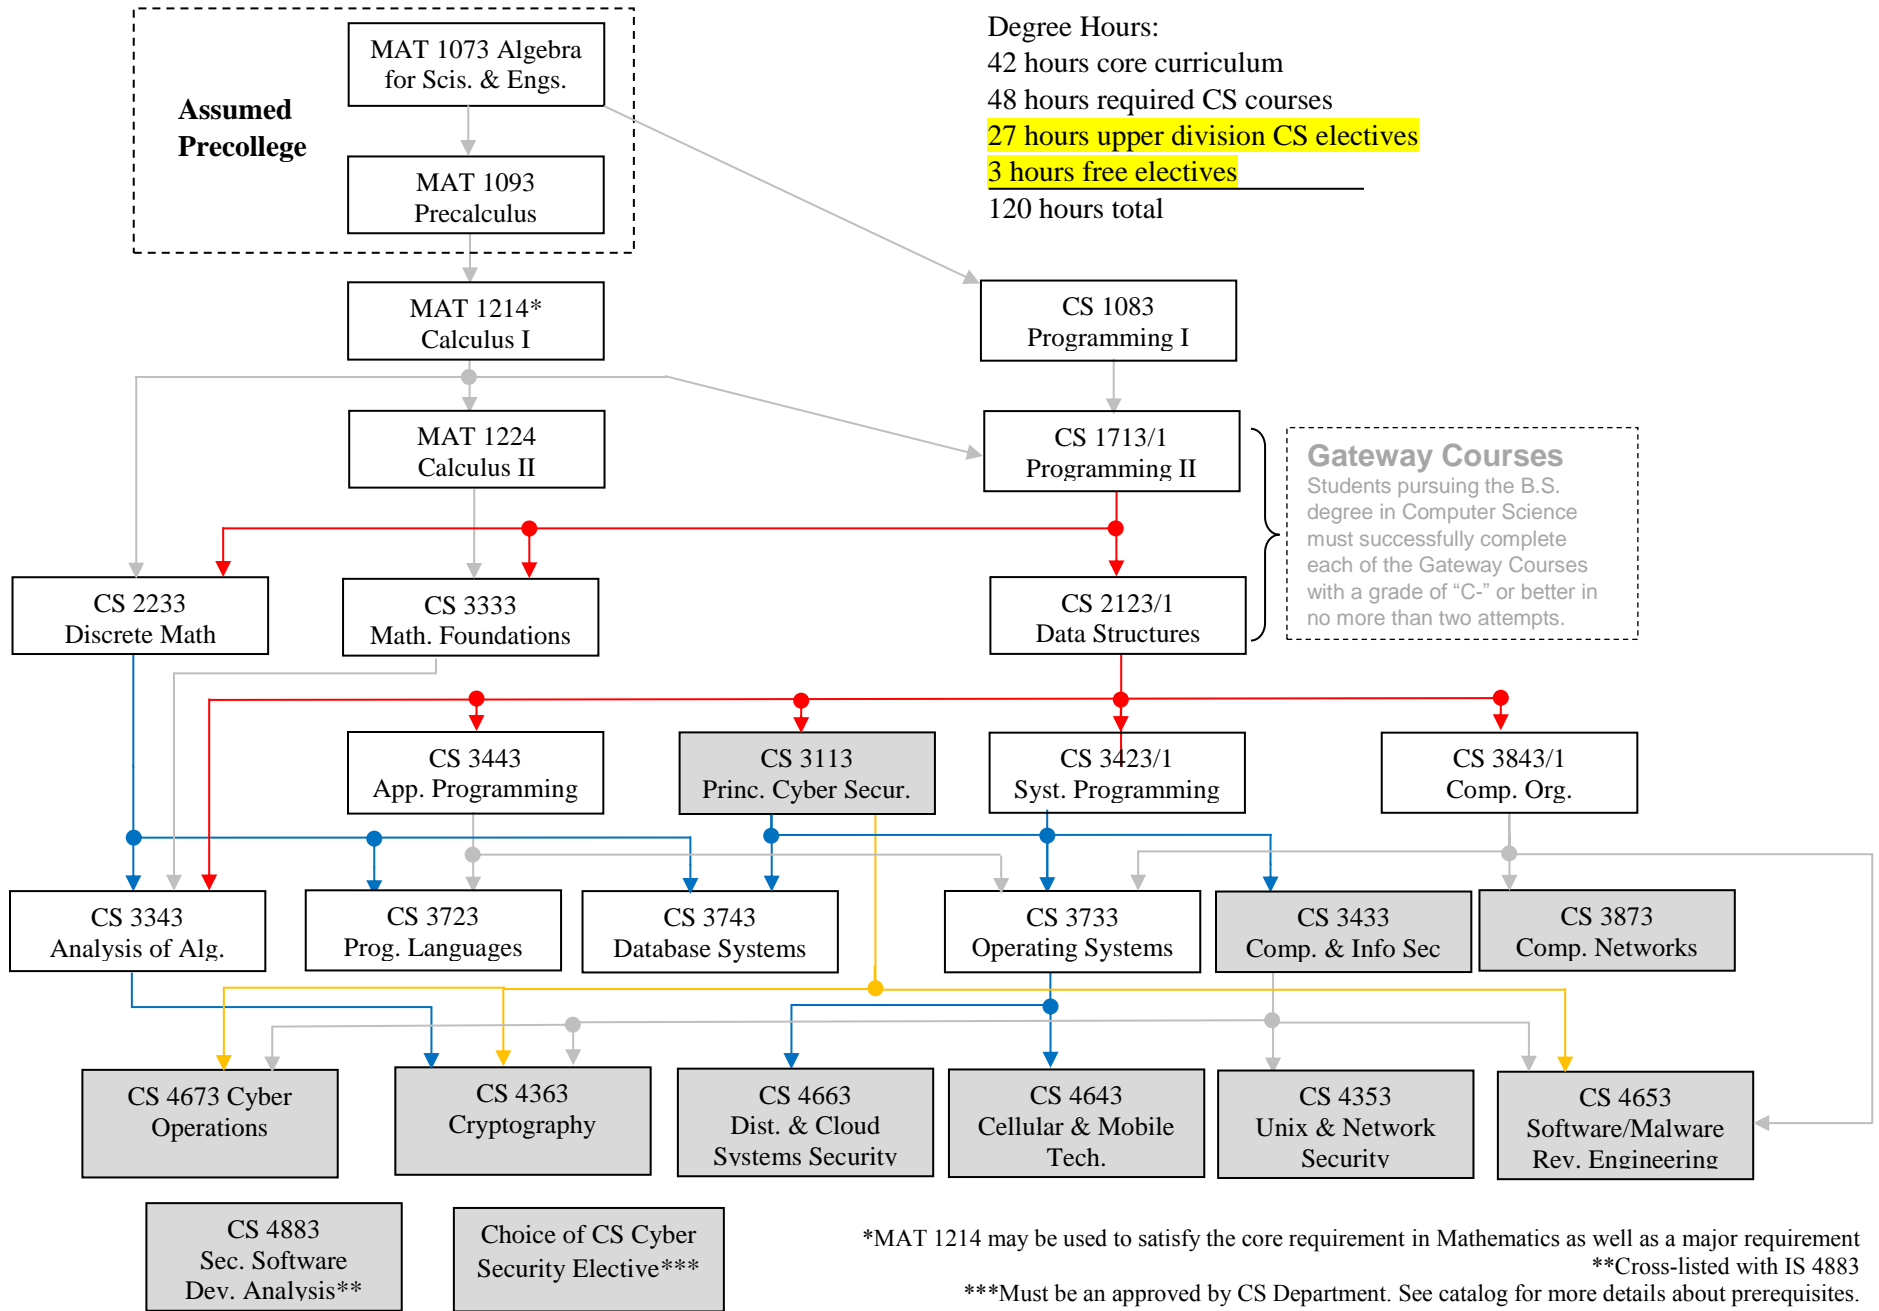 MAT 1073 Algebra
for Scis. & Engs.
Assumed
Precollege
MAT 1093
Precalculus
Degree Hours:
42 hours core curriculum
48 hours required CS courses
27 hours upper division CS electives
3 hours free electives
120 hours total
MAT 1214*
Calculus I
CS 1083
Programming I
MAT 1224
Calculus II
CS 1713/1
Programming II
Gateway Courses
Students pursuing the B.S.
degree in Computer Science
must successfully complete
each of the Gateway Courses
with a grade of “C-” or better in
no more than two attempts.
CS 2233
Discrete Math
CS 3333
Math. Foundations
CS 2123/1
Data Structures
CS 3443
App. Programming
CS 3113
Princ. Cyber Secur.
CS 3423/1
Syst. Programming
CS 3843/1
Comp. Org.
CS 3343
Analysis of Alg.
CS 3723
Prog. Languages
CS 3743
Database Systems
CS 3733
Operating Systems
CS 3433
Comp. & Info Sec
CS 3873
Comp. Networks
CS 4673 Cyber
Operations
CS 4363
Cryptography
CS 4663
Dist. & Cloud
Systems Security
CS 4643
Cellular & Mobile
Tech.
CS 4353
Unix & Network
Security
CS 4653
Software/Malware
Rev. Engineering
CS 4883
Sec. Software
Dev. Analysis**
Choice of CS Cyber
Security Elective***
*MAT 1214 may be used to satisfy the core requirement in Mathematics as well as a major requirement
**Cross-listed with IS 4883
***Must be an approved by CS Department. See catalog for more details about prerequisites.